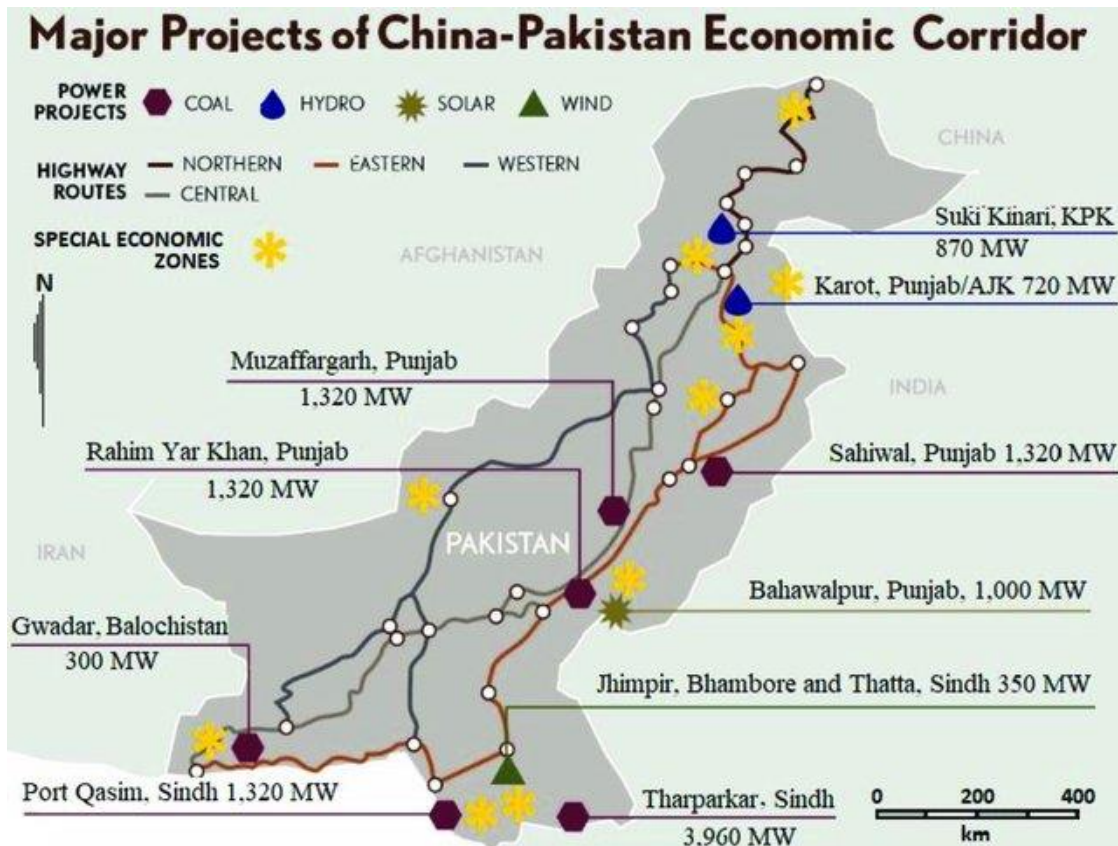 Major Projects of China-Pakistan Economic Corridor
POWER
PROJECTS
COAL
HYDRO
SOLAR
WIND
HIGHWAY
ROUTES
NORTHERN
EASTERN
WESTERN
CENTRAL
SPECIAL ECONOMIC
ZONES
N
CHINA
AFGHANISTAN
Suki Kinari, KPK
870 MW
Karot, Punjab/AJK 720 MW
Muzaffargarh, Punjab
1,320 MW
INDIA
Rahim Yar Khan, Punjab
1,320 MW
Sahiwal, Punjab 1,320 MW
IRAN
PAKISTAN
Bahawalpur, Punjab, 1,000 MW
Gwadar, Balochistan
300 MW
Jhimpir, Bhambore and Thatta, Sindh 350 MW
Port Qasim, Sindh 1,320 MW
Tharparkar, Sindh
3,960 MW
0 200 400
km